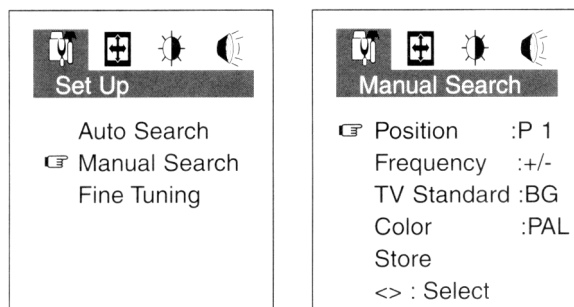 Set Up
Auto Search
Manual Search
Fine Tuning
Manual Search
Position :P 1
Frequency :+/-
TV Standard :BG
Color :PAL
Store
<> : Select